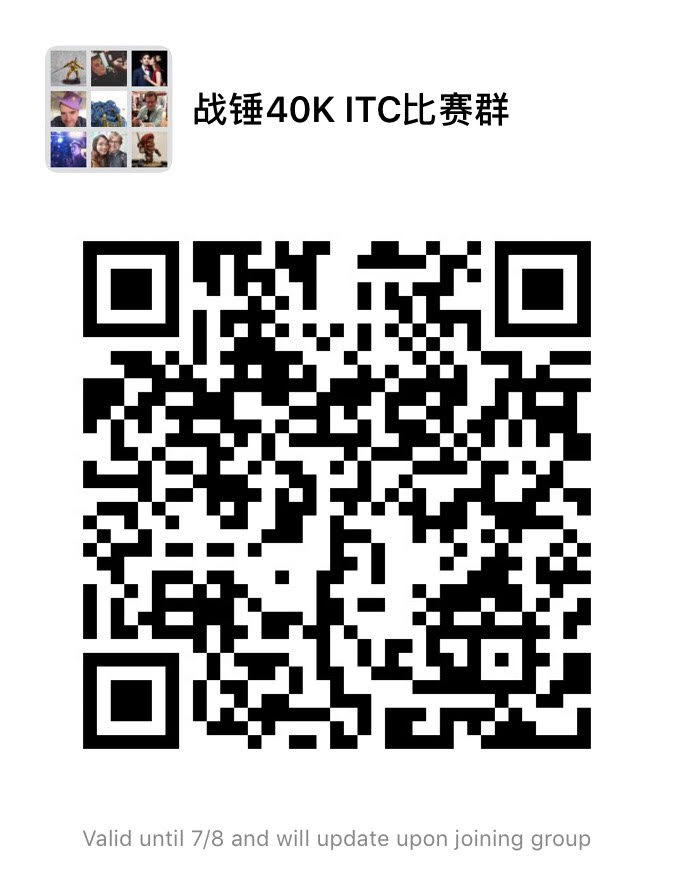 战锤40K ITC比赛群
Valid until 7/8 and will update upon joining group